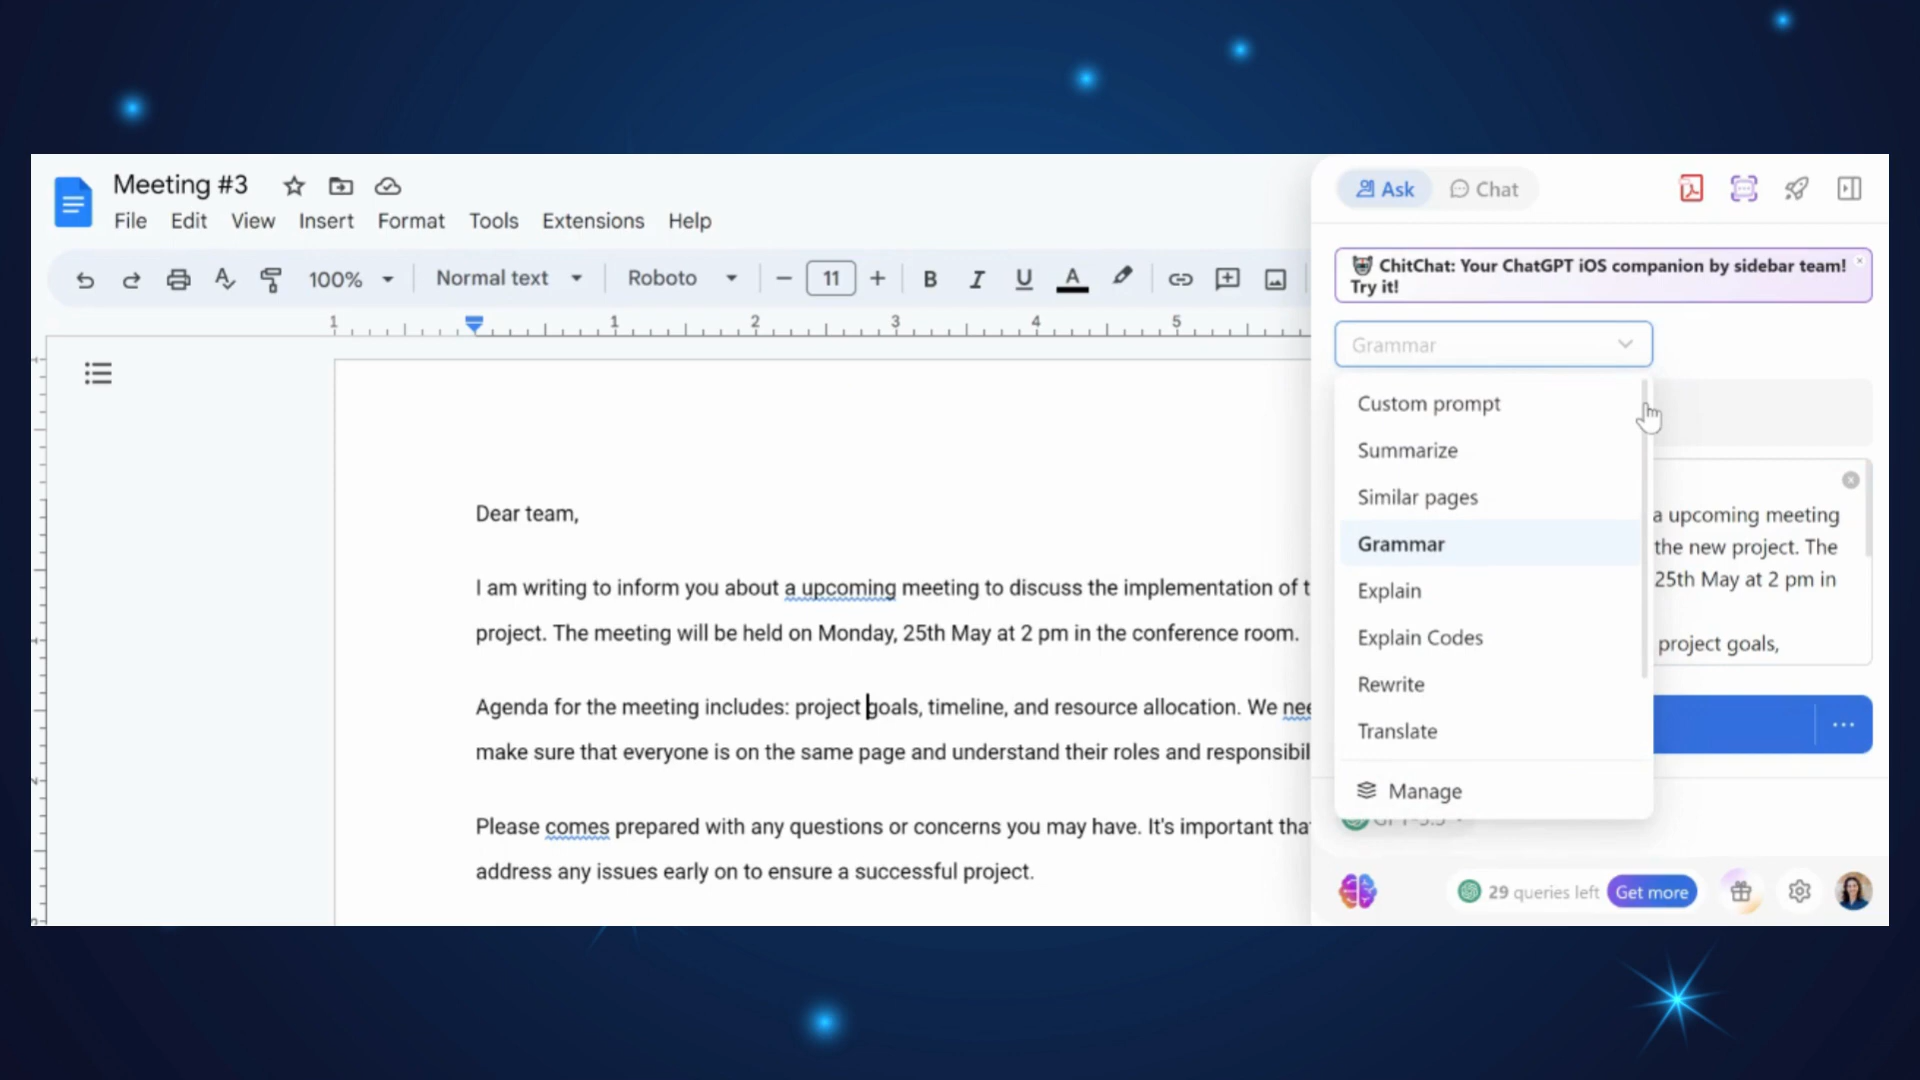 Meeting #3
File Edit View Insert Format Tools Extensions Help
100% Normal text Roboto 11 B I U A
1 1 2 3 4 5
Dear team,
I am writing to inform you about a upcoming meeting to discuss the implementation of t
project. The meeting will be held on Monday, 25th May at 2 pm in the conference room.
Agenda for the meeting includes: project goals, timeline, and resource allocation. We nee
make sure that everyone is on the same page and understand their roles and responsibil
Please comes prepared with any questions or concerns you may have. It's important tha
address any issues early on to ensure a successful project.
Ask Chat
ChitChat: Your ChatGPT iOS companion by sidebar team!
Try it!
Grammar
Custom prompt
Summarize
Similar pages
Grammar
Explain
Explain Codes
Rewrite
Translate
Manage
a upcoming meeting
the new project. The
25th May at 2 pm in
project goals,
29 queries left Get more